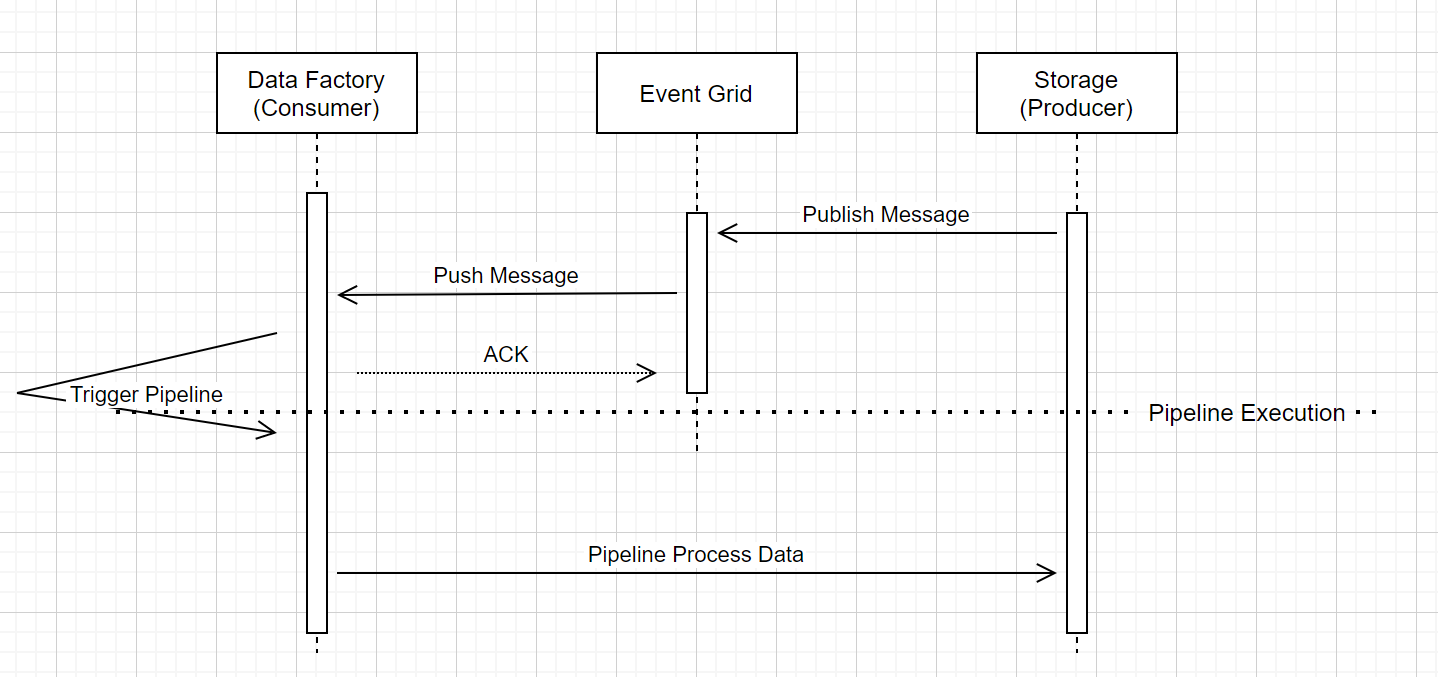 Data Factory
(Consumer)
Event Grid
Storage
(Producer)
Publish Message
Push Message
ACK
Trigger Pipeline
Pipeline Execution
Pipeline Process Data